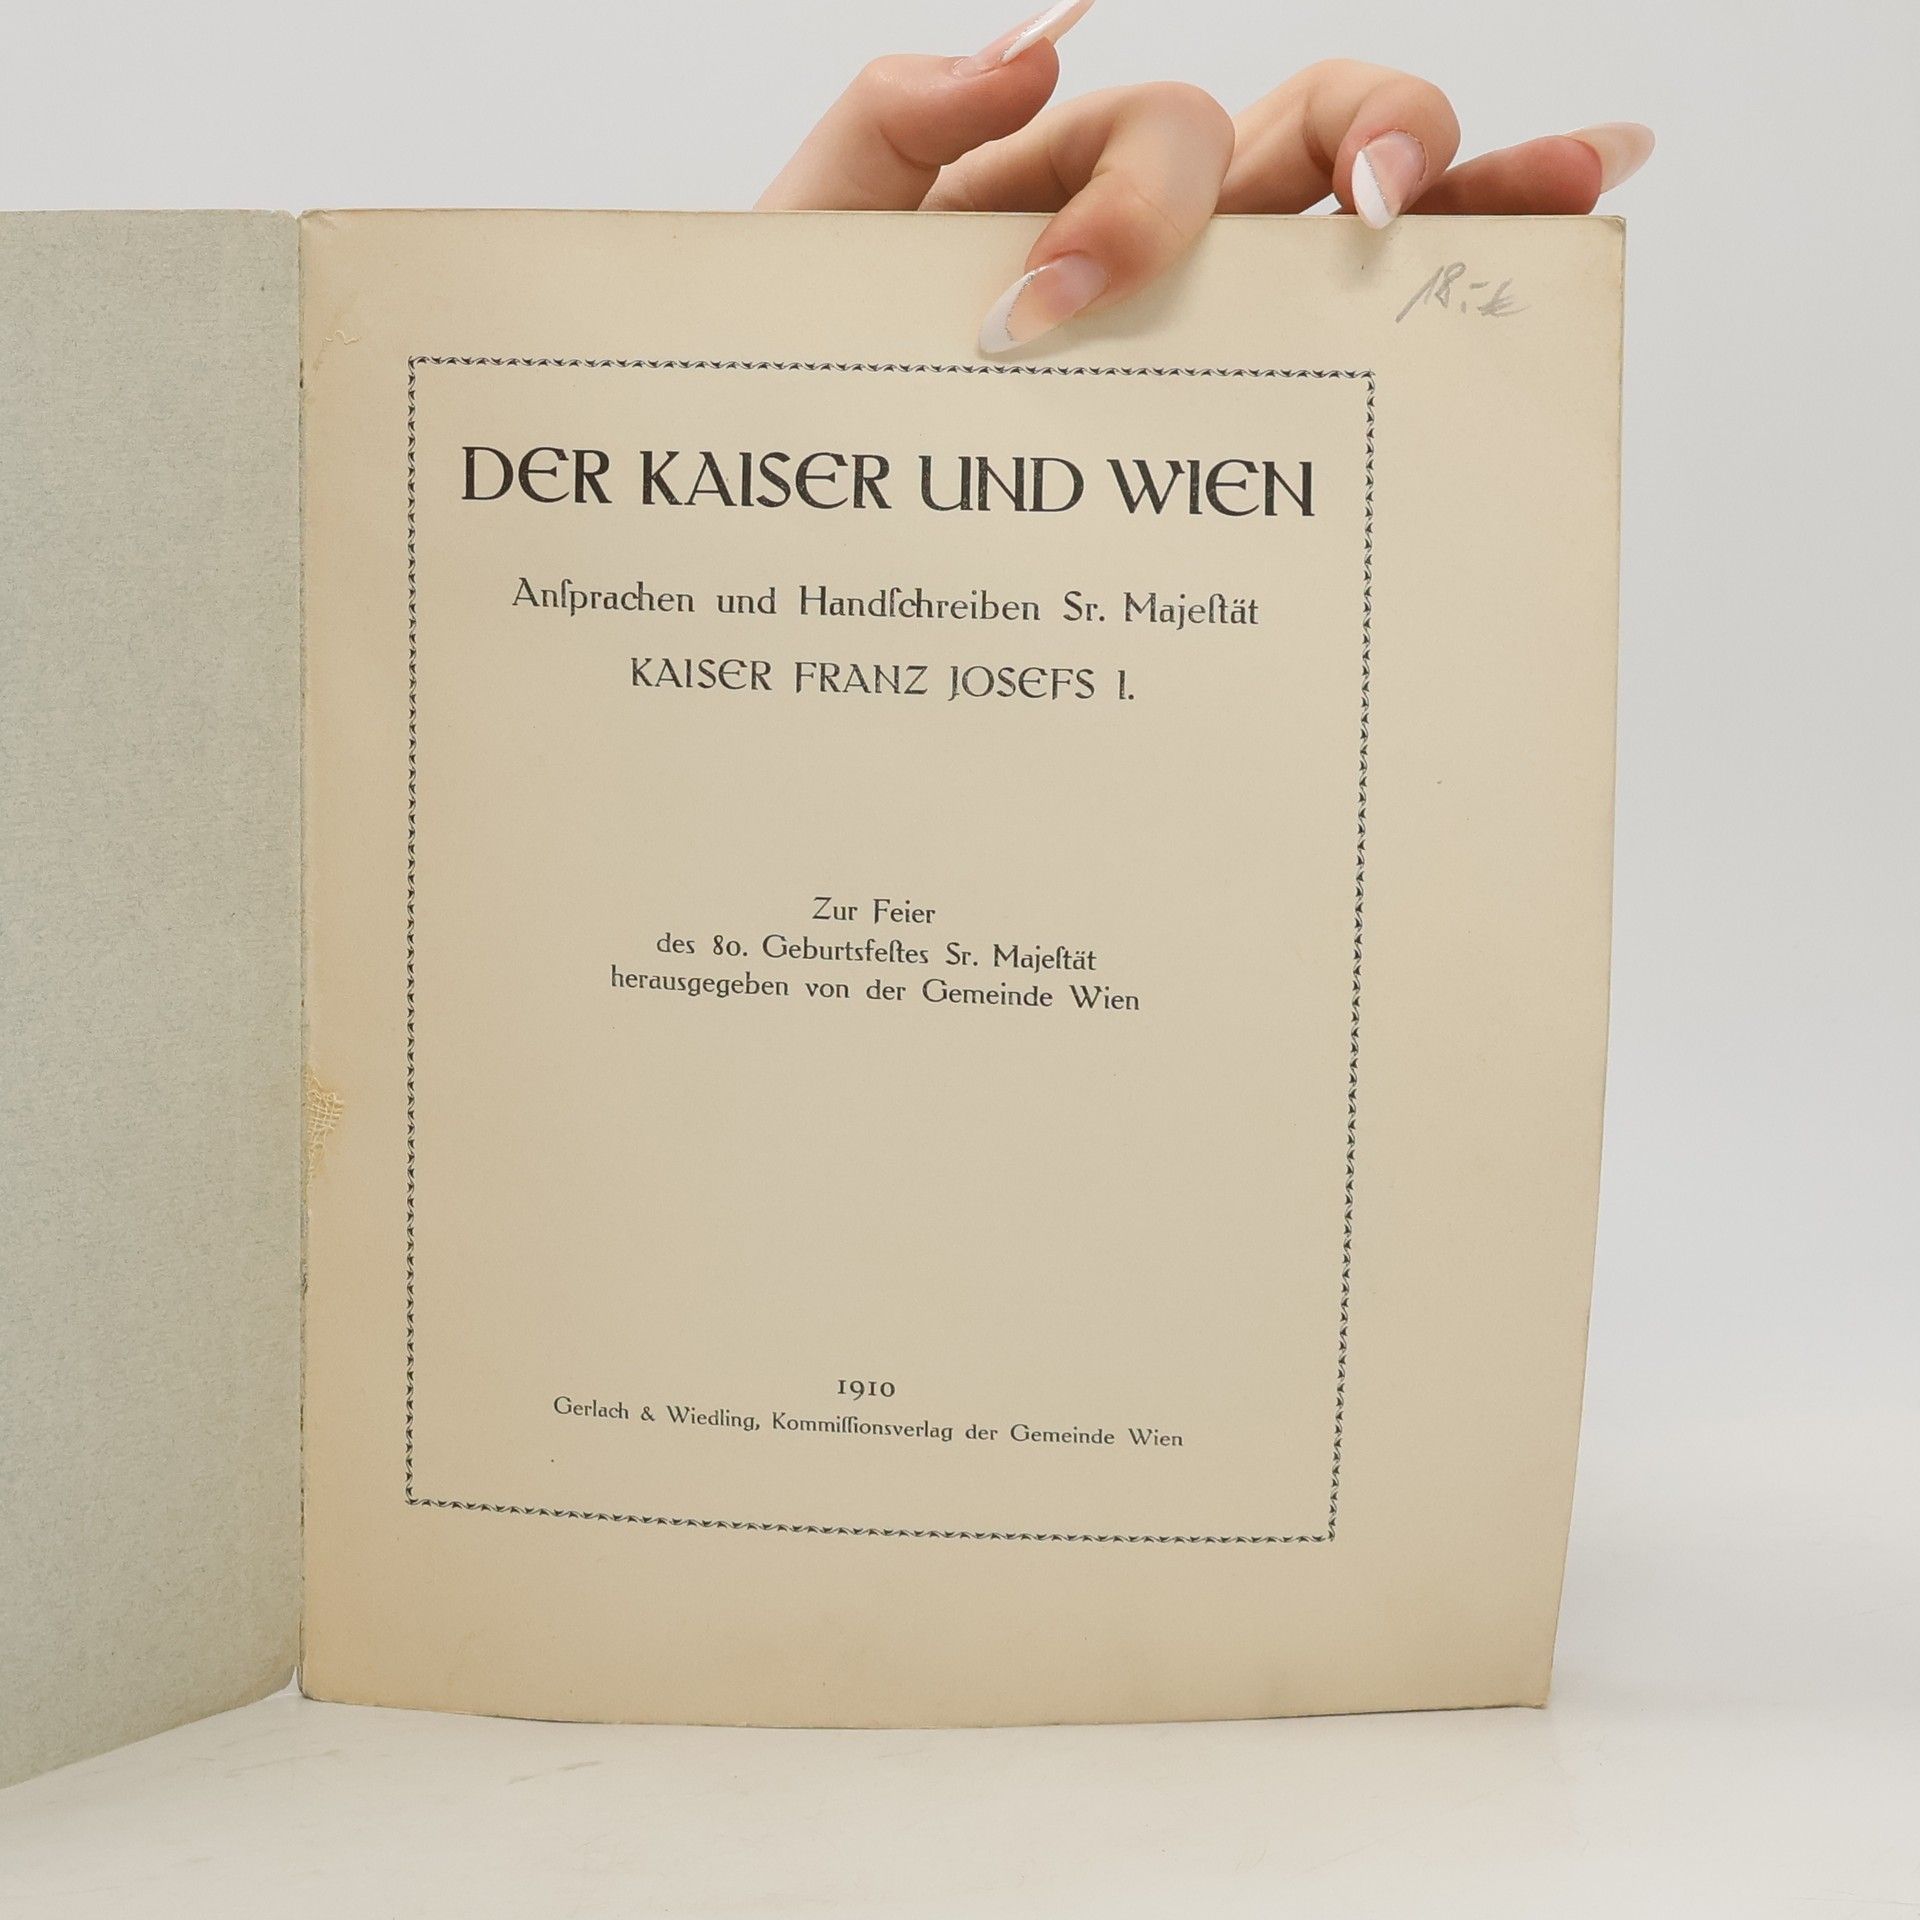 18.-
DER KAISER UND WIEN
Anſprachen und Handſchreiben Sr. Majeſtät
KAISER FRANZ JOSEFS I.
Zur Feier
des 80. Geburtsfeſtes Sr. Majeſtät
herausgegeben von der Gemeinde Wien
1910
Gerlach & Wiedling, Kommiſſionsverlag der Gemeinde Wien